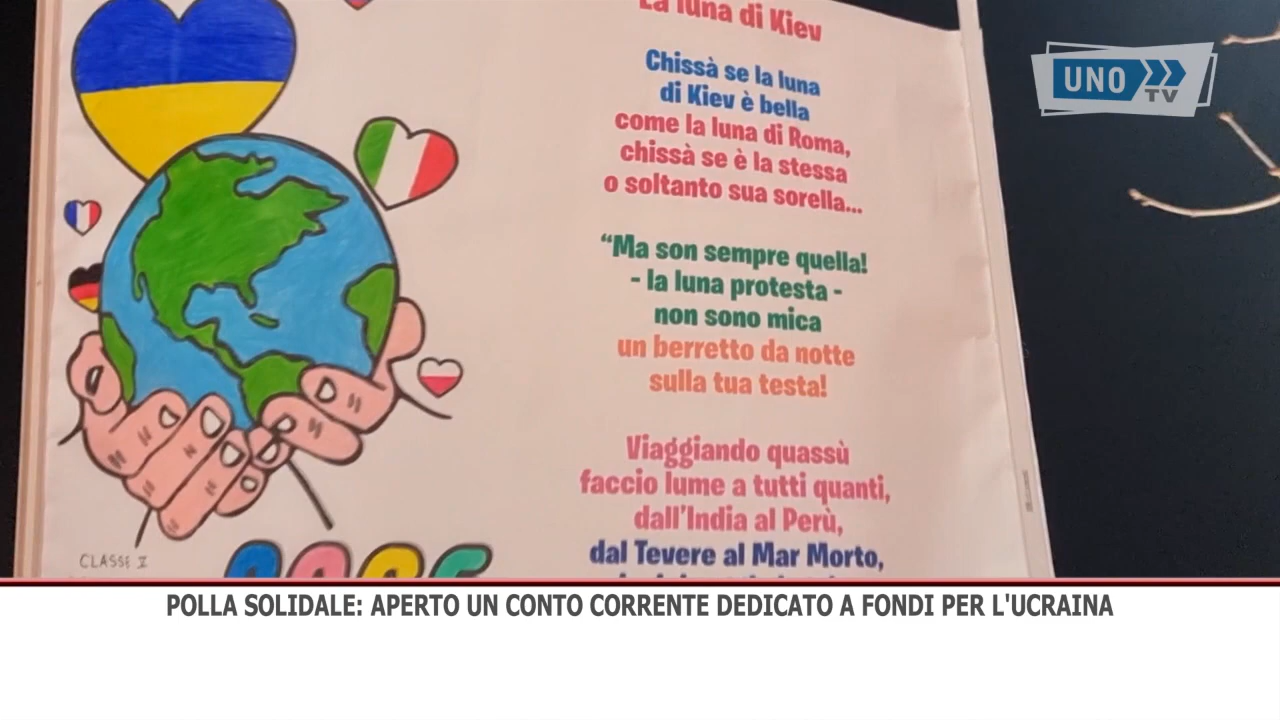 La luna di Kiev
Chissà se la luna
di Kiev è bella
come la luna di Roma,
chissà se è la stessa
o soltanto sua sorella...
“Ma son sempre quella!
- la luna protesta -
non sono mica
un berretto da notte
sulla tua testa!
Viaggiando quassù
faccio lume a tutti quanti,
dall'India al Perù,
dal Tevere al Mar Morto,
CLASSE V
UNO
TV
POLLA SOLIDALE: APERTO UN CONTO CORRENTE DEDICATO A FONDI PER L'UCRAINA